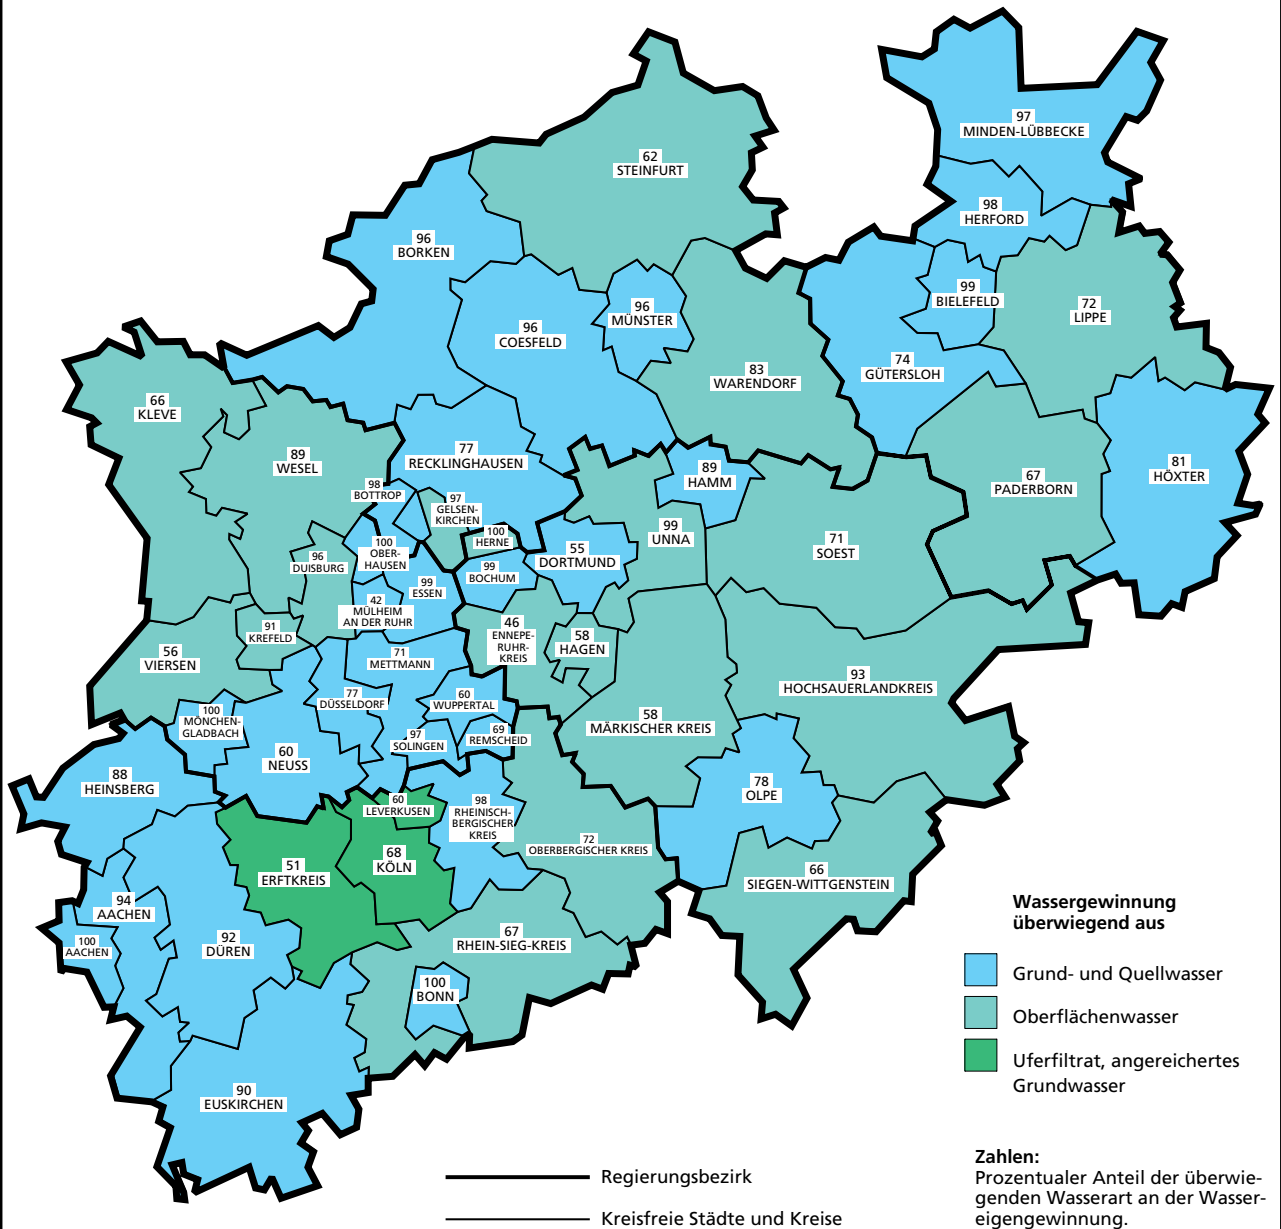 97
MINDEN-LÜBBECKE
62
STEINFURT
98
HERFORD
96
BORKEN
99
BIELEFELD
72
LIPPE
96
MÜNSTER
96
COESFELD
74
GÜTERSLOH
83
WARENDORF
66
KLEVE
89
WESEL
77
RECKLINGHAUSEN
89
HAMM
67
PADERBORN
81
HÖXTER
98
BOTTROP
97
GELSEN-
KIRCHEN
99
UNNA
71
SOEST
100
HERNE
100
OBER-
HAUSEN
96
DUISBURG
55
DORTMUND
99
BOCHUM
99
ESSEN
42
MÜLHEIM
AN DER RUHR
91
KREFELD
46
ENNEPE-
RUHR-
KREIS
58
HAGEN
56
VIERSEN
71
METTMANN
93
HOCHSAUERLANDKREIS
77
DÜSSELDORF
60
WUPPERTAL
100
MÖNCHEN-
GLADBACH
58
MÄRKISCHER KREIS
97
SOLINGEN
69
REMSCHEID
60
NEUSS
88
HEINSBERG
78
OLPE
60
LEVERKUSEN
98
RHEINISCH-
BERGISCHER
KREIS
72
OBERBERGISCHER KREIS
68
KÖLN
51
ERFTKREIS
66
SIEGEN-WITTGENSTEIN
94
AACHEN
100
AACHEN
92
DÜREN
67
RHEIN-SIEG-KREIS
100
BONN
90
EUSKIRCHEN
Wassergewinnung
überwiegend aus
Grund- und Quellwasser
Oberflächenwasser
Uferfiltrat, angereichertes
Grundwasser
Regierungsbezirk
Kreisfreie Städte und Kreise
Zahlen:
Prozentualer Anteil der überwie-
genden Wasserart an der Wasser-
eigengewinnung.